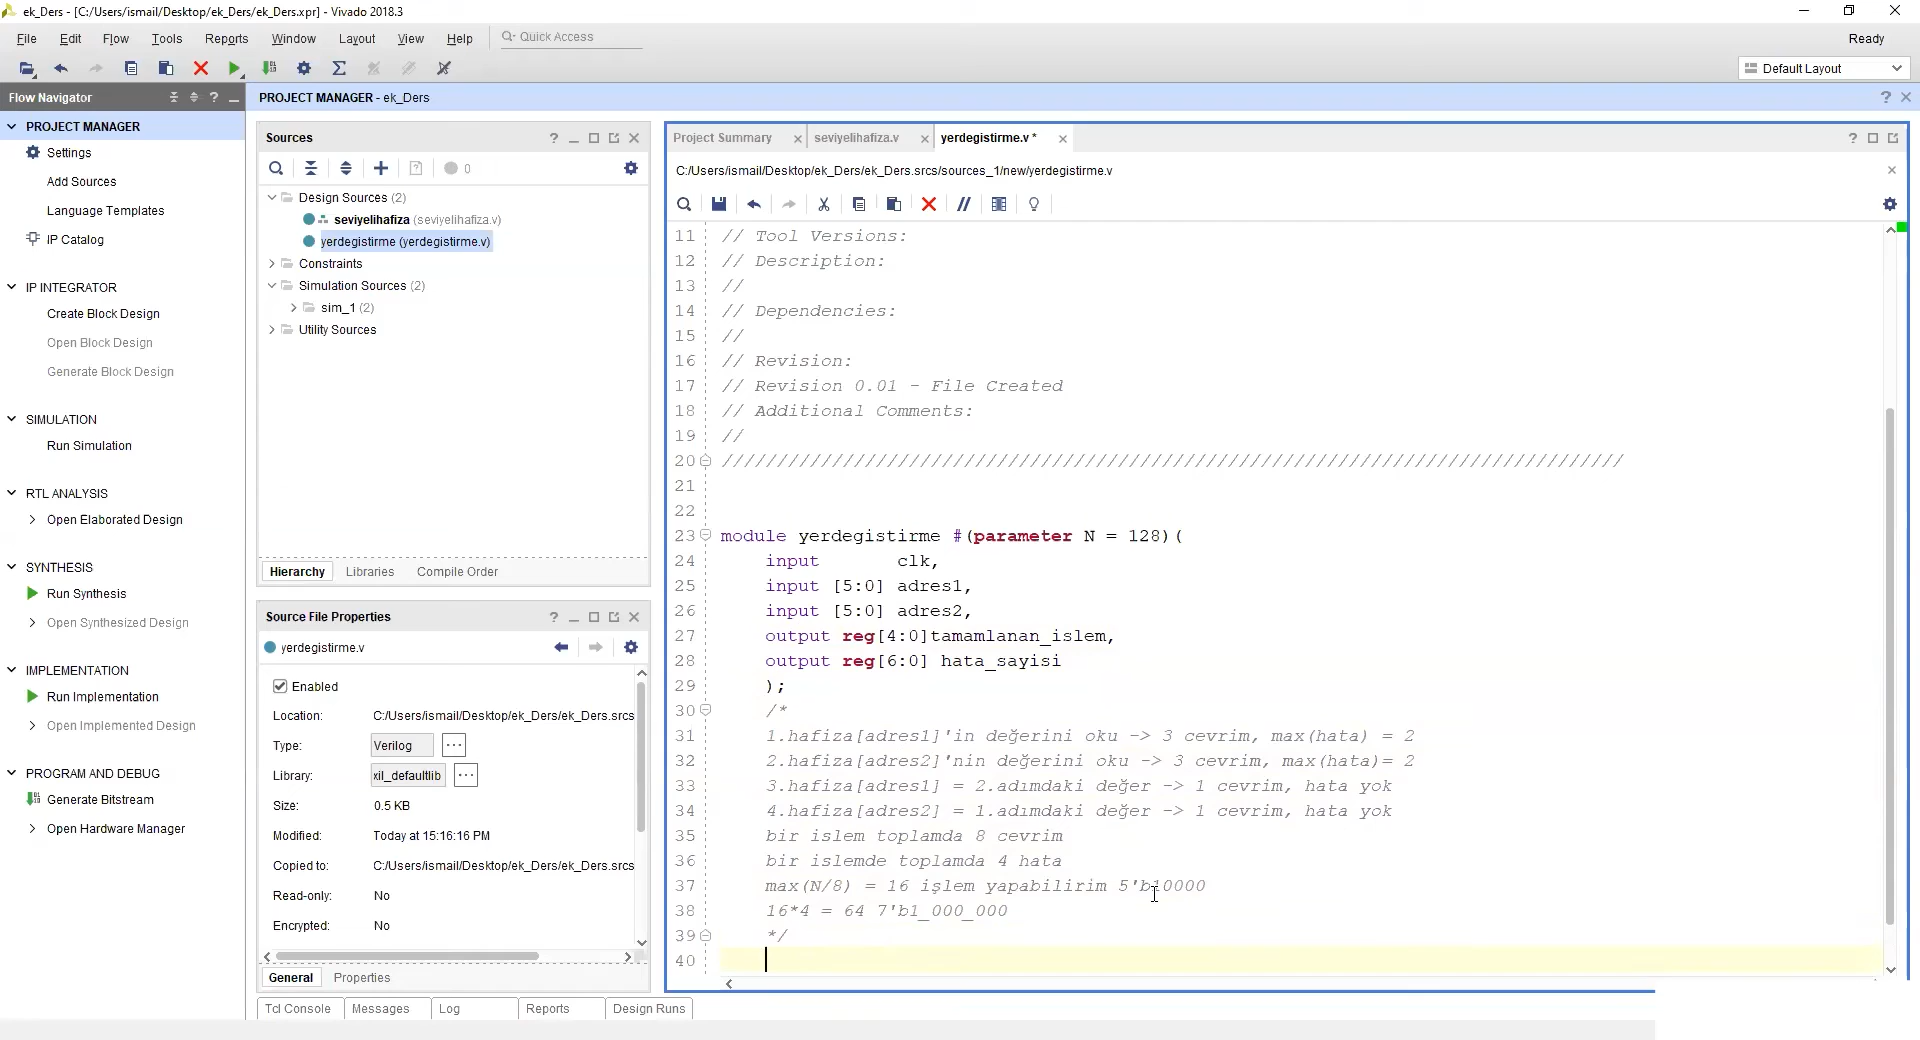 ek_Ders - [C:/Users/ismail/Desktop/ek_Ders/ek_Ders.xpr] - Vivado 2018.3
File Edit Flow Tools Reports Window Layout View Help Quick Access
Ready
Default Layout
Flow Navigator
PROJECT MANAGER - ek_Ders
PROJECT MANAGER
Settings
Add Sources
Language Templates
IP Catalog
IP INTEGRATOR
Create Block Design
Open Block Design
Generate Block Design
SIMULATION
Run Simulation
RTL ANALYSIS
Open Elaborated Design
SYNTHESIS
Run Synthesis
Open Synthesized Design
IMPLEMENTATION
Run Implementation
Open Implemented Design
PROGRAM AND DEBUG
Generate Bitstream
Open Hardware Manager
Sources
0
Design Sources (2)
seviyelihafiza (seviyelihafiza.v)
yerdegistirme (yerdegistirme.v)
Constraints
Simulation Sources (2)
sim_1 (2)
Utility Sources
Hierarchy Libraries Compile Order
Source File Properties
yerdegistirme.v
Enabled
Location: C:/Users/ismail/Desktop/ek_Ders/ek_Ders.srcs
Type: Verilog
Library: xil_defaultlib
Size: 0.5 KB
Modified: Today at 15:16:16 PM
Copied to: C:/Users/ismail/Desktop/ek_Ders/ek_Ders.srcs
Read-only: No
Encrypted: No
General Properties
Tcl Console Messages Log Reports Design Runs
Project Summary seviyelihafiza.v yerdegistirme.v *
C:/Users/ismail/Desktop/ek_Ders/ek_Ders.srcs/sources_1/new/yerdegistirme.v
11 // Tool Versions:
12 // Description:
13 //
14 // Dependencies:
15 //
16 // Revision:
17 // Revision 0.01 - File Created
18 // Additional Comments:
19 //
20 //////////////////////////////////////////////////////////////////////////////////
21
22
23 module yerdegistirme #(parameter N = 128)(
24 input clk,
25 input [5:0] adres1,
26 input [5:0] adres2,
27 output reg[4:0]tamamlanan_islem,
28 output reg[6:0] hata_sayisi
29 );
30 /*
31 1.hafiza[adres1]'in değerini oku -> 3 cevrim, max(hata) = 2
32 2.hafiza[adres2]'nin değerini oku -> 3 cevrim, max(hata)= 2
33 3.hafiza[adres1] = 2.adımdaki değer -> 1 cevrim, hata yok
34 4.hafiza[adres2] = 1.adımdaki değer -> 1 cevrim, hata yok
35 bir islem toplamda 8 cevrim
36 bir islemde toplamda 4 hata
37 max(N/8) = 16 işlem yapabilirim 5'b10000
38 16*4 = 64 7'b1_000_000
39 */
40